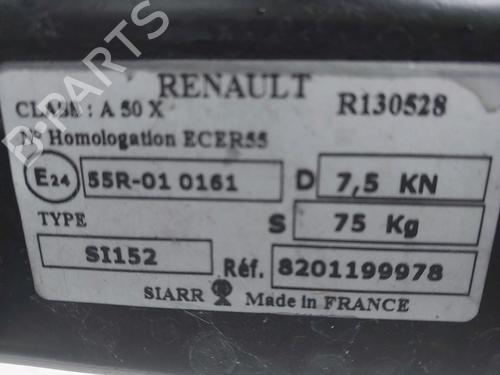 RENAULT
CLASS : A 50 X R130528
N° Homologation ECER55
E24 55R-01 0161 D 7,5 KN
TYPE S 75 Kg
SI152 Réf. 8201199978
SIARR Made in FRANCE
B-PARTS